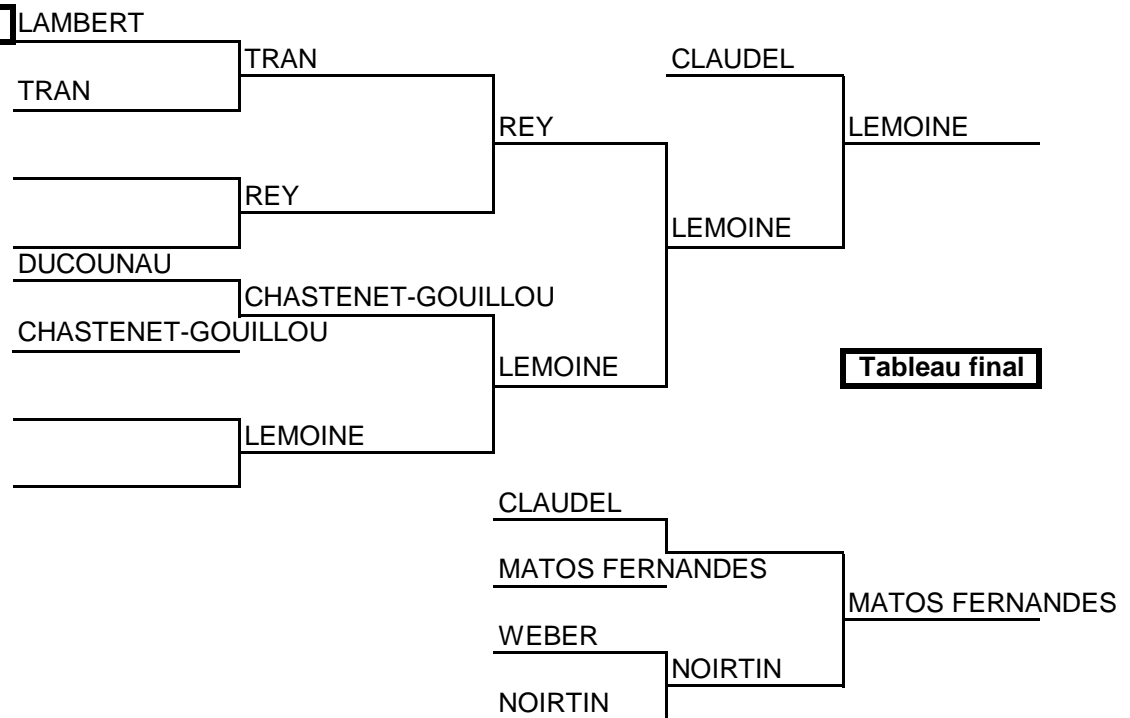 LAMBERT
TRAN
CLAUDEL
TRAN
REY
LEMOINE
REY
LEMOINE
DUCOUNAU
CHASTENET-GOUILLOU
CHASTENET-GOUILLOU
LEMOINE
Tableau final
LEMOINE
CLAUDEL
MATOS FERNANDES
MATOS FERNANDES
WEBER
NOIRTIN
NOIRTIN